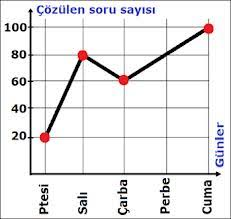 Çözülen soru sayısı
100
80
60
40
20
Günler
Ptesi
Salı
Çarba
Perbe
Cuma